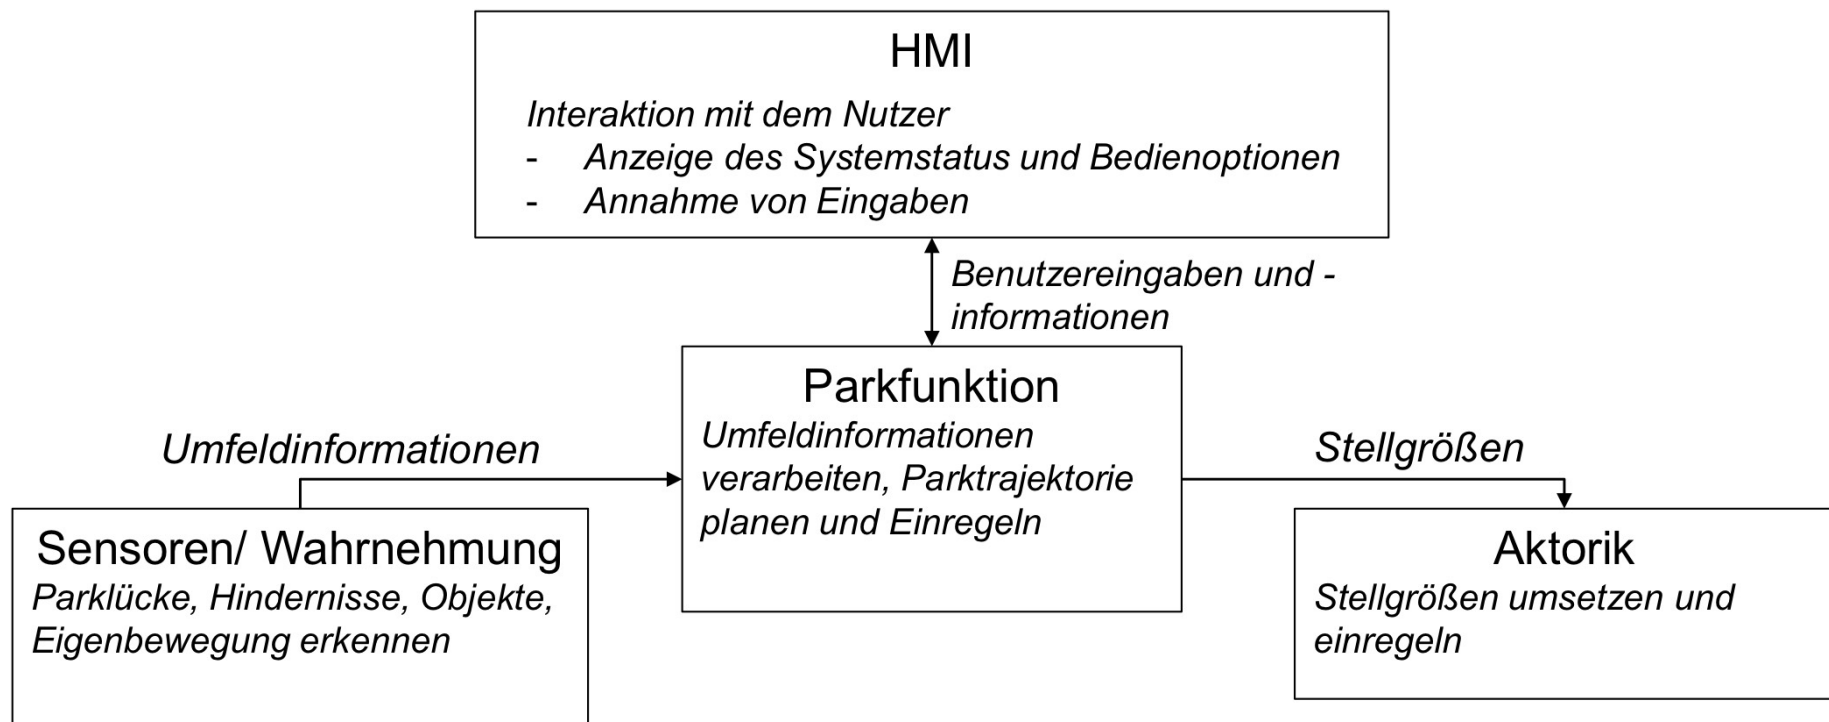 HMI
Interaktion mit dem Nutzer
- Anzeige des Systemstatus und Bedienoptionen
- Annahme von Eingaben
Benutzereingaben und -
informationen
Parkfunktion
Umfeldinformationen
verarbeiten, Parktrajektorie
planen und Einregeln
Umfeldinformationen
Stellgrößen
Sensoren/ Wahrnehmung
Parklücke, Hindernisse, Objekte,
Eigenbewegung erkennen
Aktorik
Stellgrößen umsetzen und
einregeln